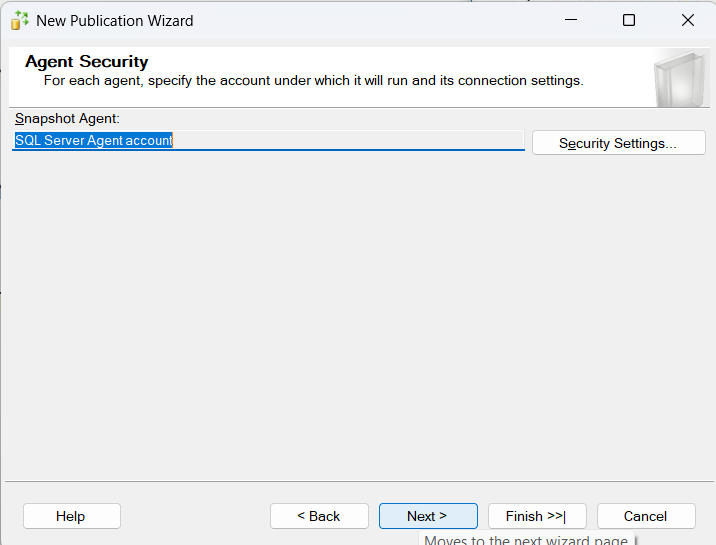 New Publication Wizard
Agent Security
For each agent, specify the account under which it will run and its connection settings.
Snapshot Agent:
SQL Server Agent account
Security Settings...
Help
< Back
Next >
Finish >>|
Cancel
Moves to the next wizard page.